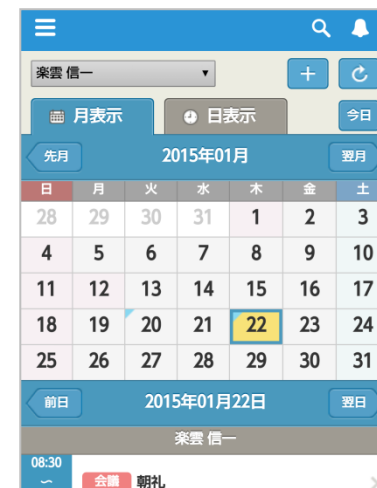 楽雲 信一
月表示 日表示 今日
先月 2015年01月 翌月
日 月 火 水 木 金 土
28 29 30 31 1 2 3
4 5 6 7 8 9 10
11 12 13 14 15 16 17
18 19 20 21 22 23 24
25 26 27 28 29 30 31
前日 2015年01月22日 翌日
楽雲 信一
08:30
～ 会議 朝礼